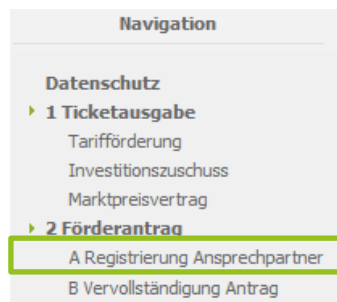 Navigation
Datenschutz
1 Ticketausgabe
Tarifförderung
Investitionszuschuss
Marktpreisvertrag
2 Förderantrag
A Registrierung Ansprechpartner
B Vervollständigung Antrag